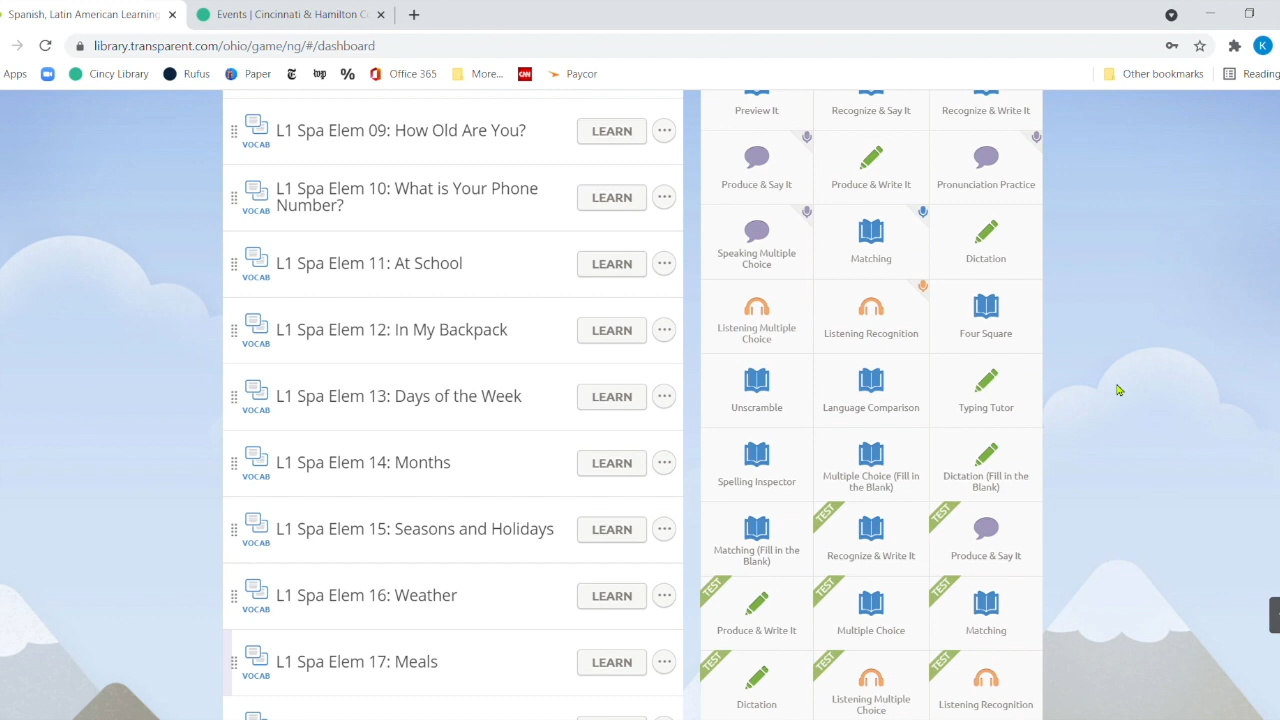 Spanish, Latin American Learning
Events | Cincinnati & Hamilton C
library.transparent.com/ohio/game/ng/#/dashboard
K
Apps
Cincy Library
Rufus
Paper
Office 365
More...
CNN
Paycor
Other bookmarks
Reading
VOCAB
L1 Spa Elem 09: How Old Are You?
LEARN
VOCAB
L1 Spa Elem 10: What is Your Phone
Number?
LEARN
VOCAB
L1 Spa Elem 11: At School
LEARN
VOCAB
L1 Spa Elem 12: In My Backpack
LEARN
VOCAB
L1 Spa Elem 13: Days of the Week
LEARN
VOCAB
L1 Spa Elem 14: Months
LEARN
VOCAB
L1 Spa Elem 15: Seasons and Holidays
LEARN
VOCAB
L1 Spa Elem 16: Weather
LEARN
VOCAB
L1 Spa Elem 17: Meals
LEARN
Preview It
Recognize & Say It
Recognize & Write It
Produce & Say It
Produce & Write It
Pronunciation Practice
Speaking Multiple
Choice
Matching
Dictation
Listening Multiple
Choice
Listening Recognition
Four Square
Unscramble
Language Comparison
Typing Tutor
Spelling Inspector
Multiple Choice (Fill in
the Blank)
Dictation (Fill in the
Blank)
Matching (Fill in the
Blank)
TEST
Recognize & Write It
TEST
Produce & Say It
TEST
Produce & Write It
TEST
Multiple Choice
TEST
Matching
TEST
Dictation
TEST
Listening Multiple
Choice
TEST
Listening Recognition